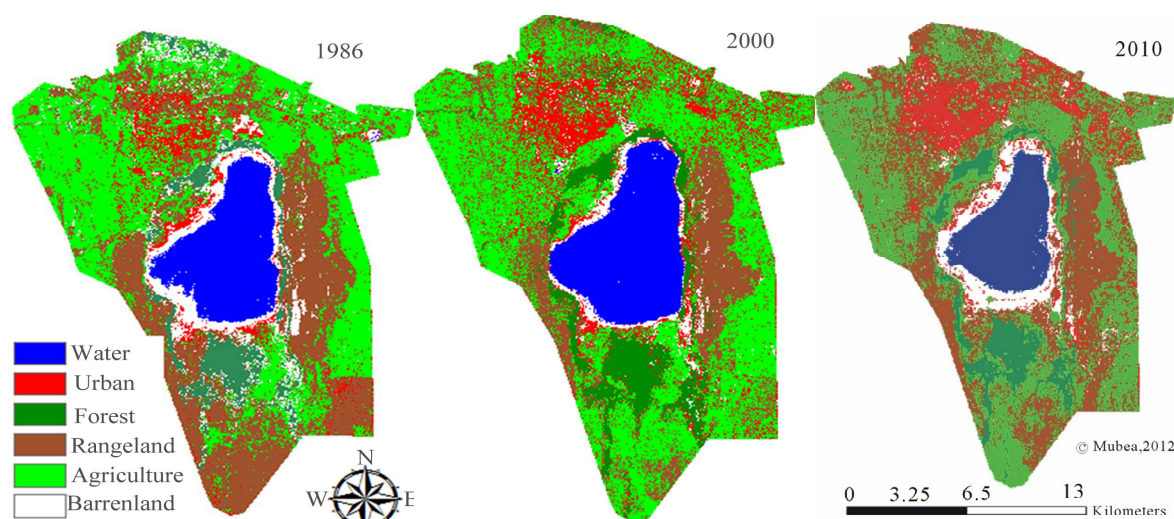 1986
2000
2010
Water
Urban
Forest
Rangeland
Agriculture
Barrenland
N
W E
© Mubea,2012
0 3.25 6.5 13
Kilometers